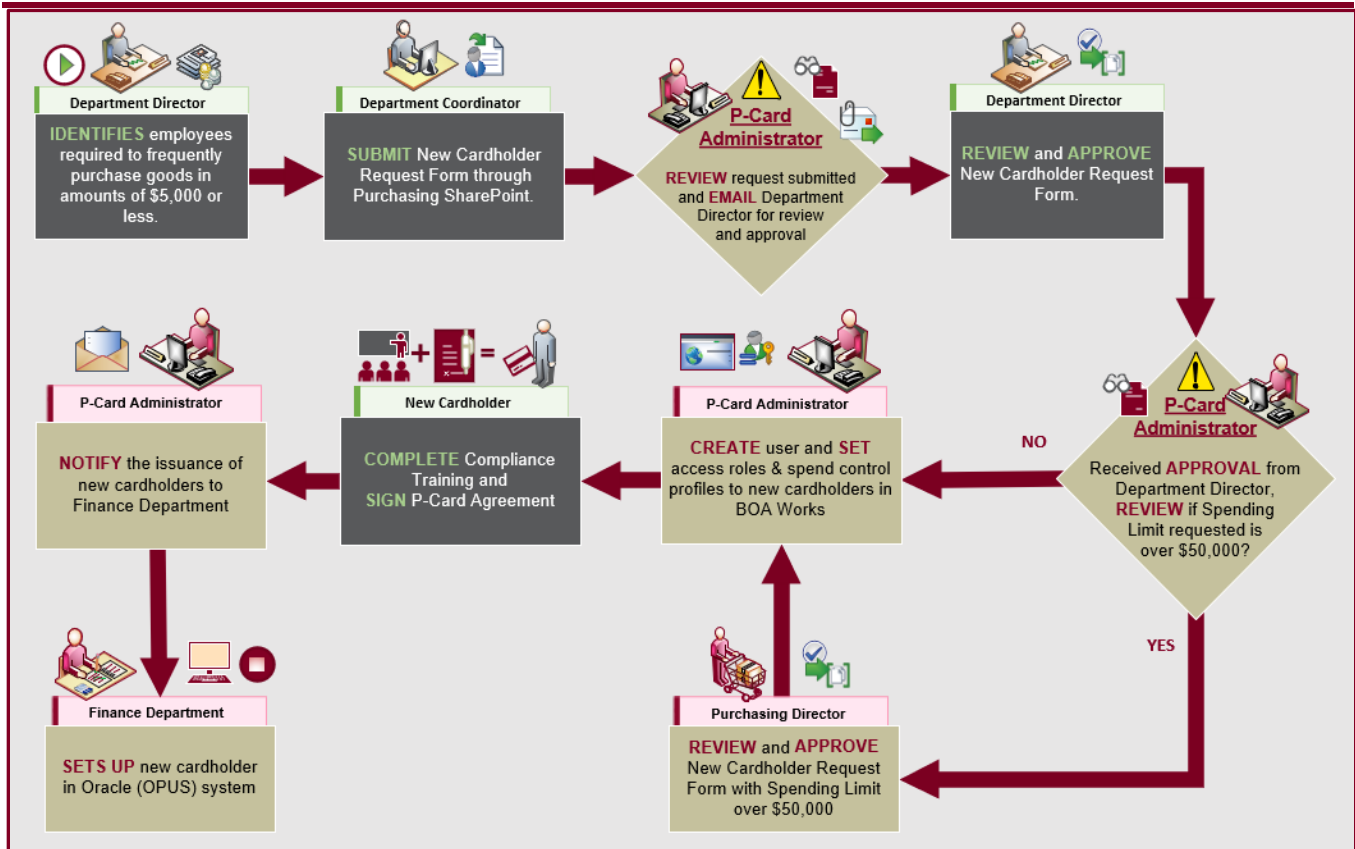 Department Director
IDENTIFIES employees
required to frequently
purchase goods in
amounts of $5,000 or
less.
Department Coordinator
SUBMIT New Cardholder
Request Form through
Purchasing SharePoint.
P-Card
Administrator
REVIEW request submitted
and EMAIL Department
Director for review
and approval
Department Director
REVIEW and APPROVE
New Cardholder Request
Form.
P-Card
Administrator
Received APPROVAL from
Department Director,
REVIEW if Spending
Limit requested is
over $50,000?
NO
YES
Purchasing Director
REVIEW and APPROVE
New Cardholder Request
Form with Spending Limit
over $50,000
P-Card Administrator
CREATE user and SET
access roles & spend control
profiles to new cardholders in
BOA Works
New Cardholder
COMPLETE Compliance
Training and
SIGN P-Card Agreement
P-Card Administrator
NOTIFY the issuance of
new cardholders to
Finance Department
Finance Department
SETS UP new cardholder
in Oracle (OPUS) system